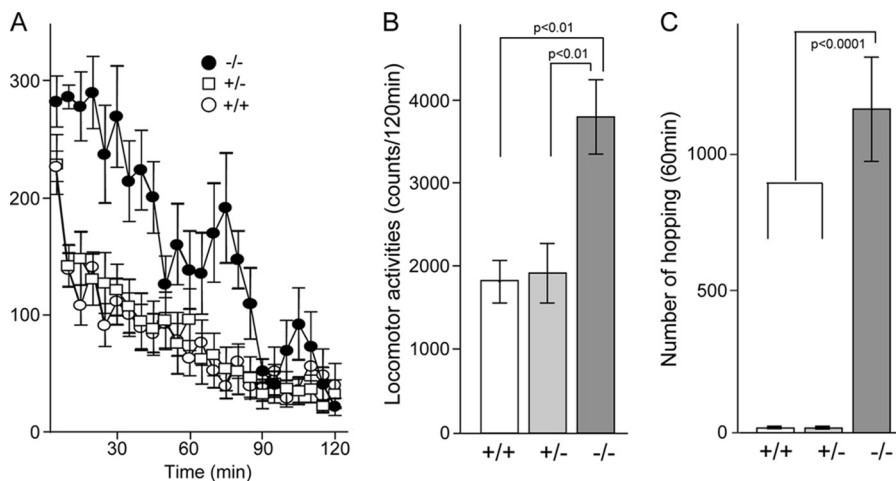 A
300
200
100
0
30
60
90
120
Time (min)
-/-
+/-
+/+
B
Locomotor activities (counts/120min)
4000
3000
2000
1000
p<0.01
p<0.01
+/+ +/- -/-
C
Number of hopping (60min)
1000
500
0
p<0.0001
+/+ +/- -/-